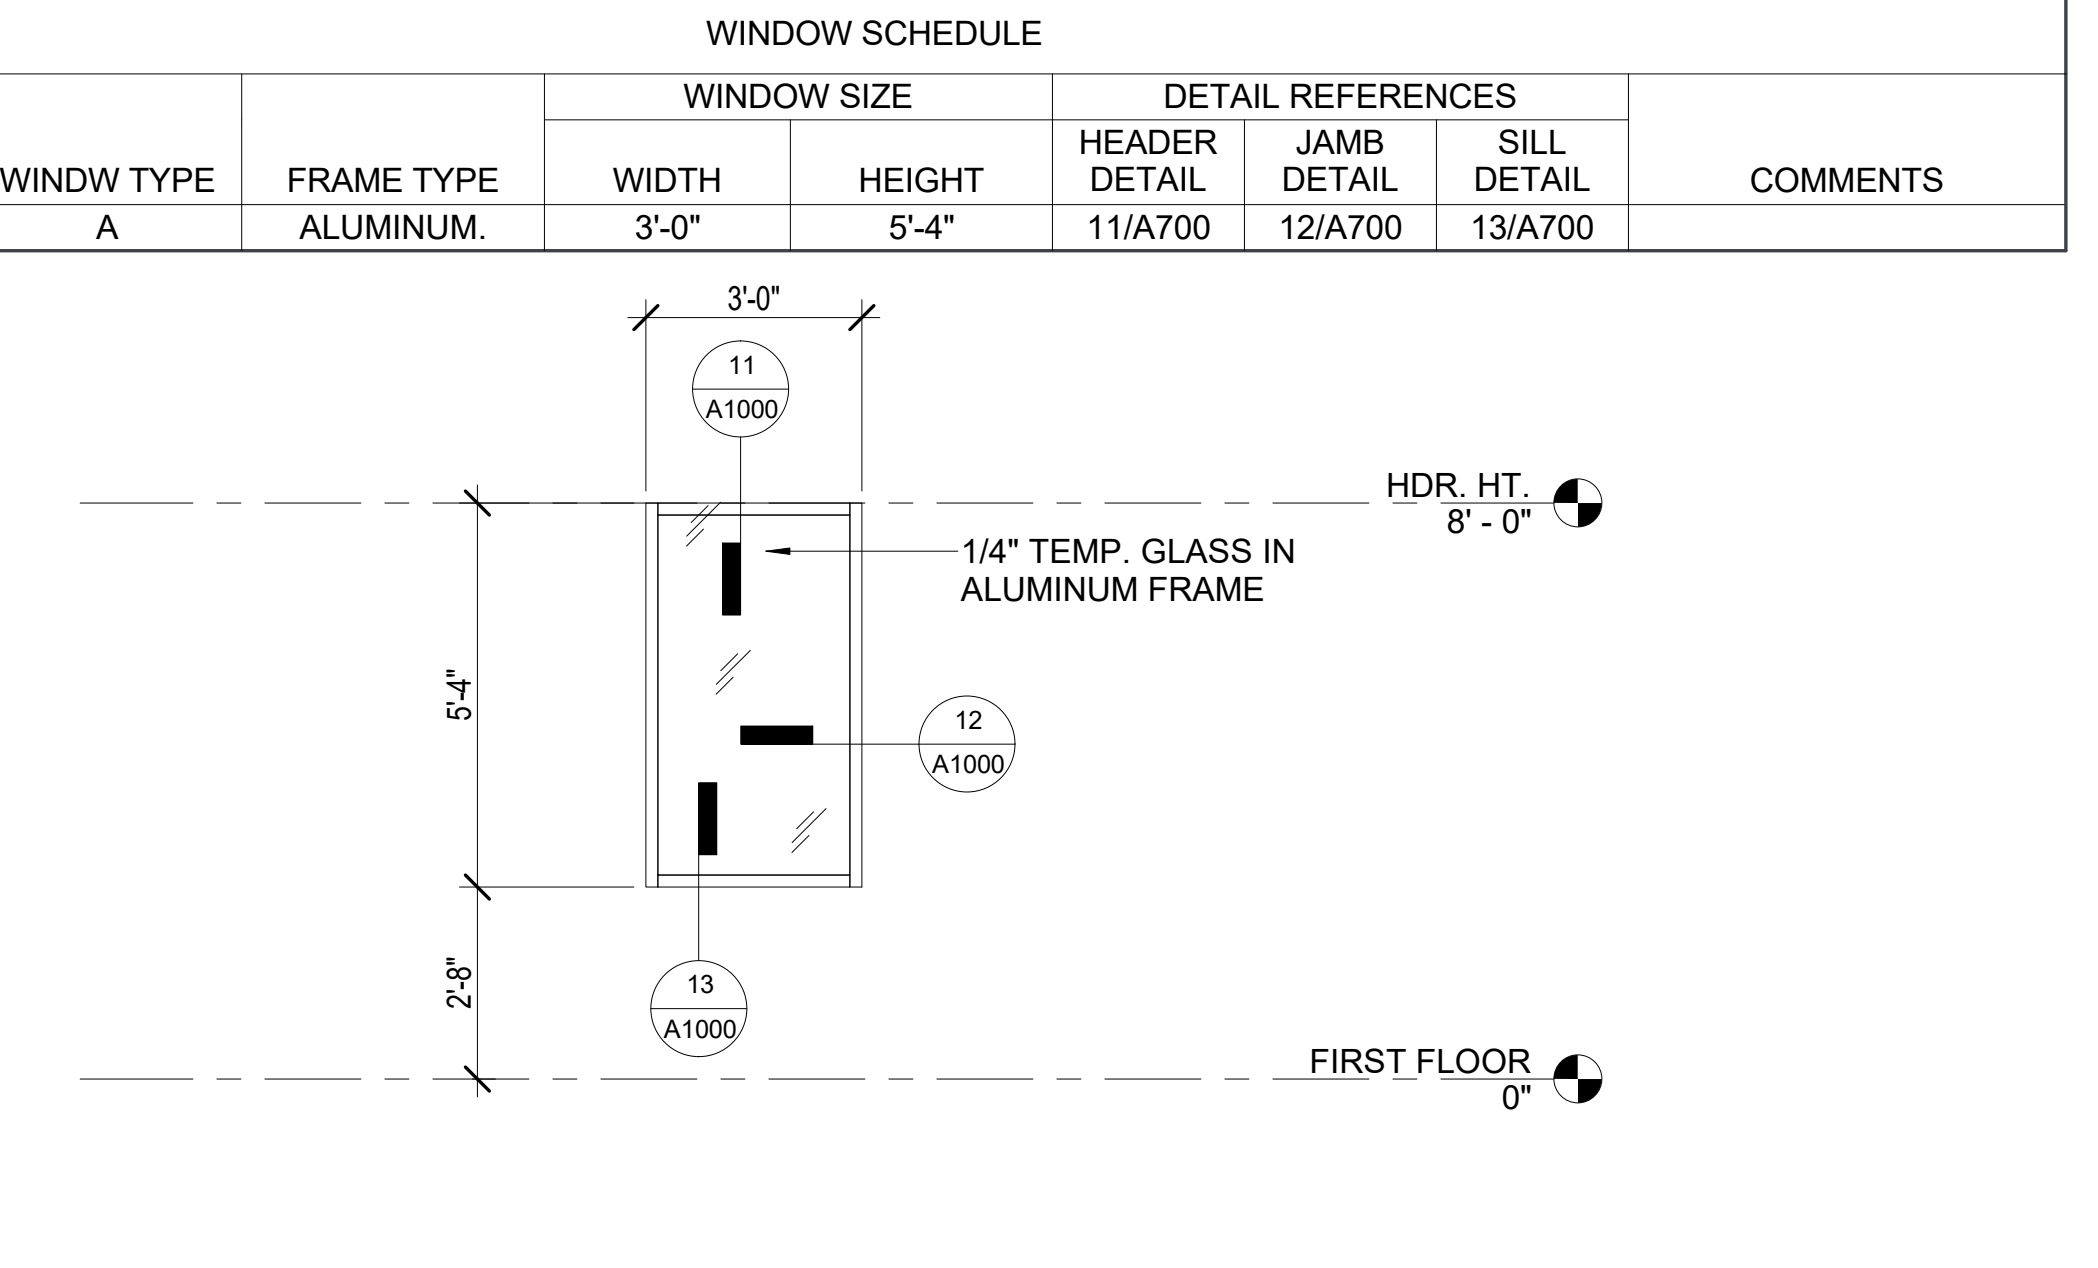 WINDOW SCHEDULE
WINDOW SIZE
DETAIL REFERENCES
WINDW TYPE
FRAME TYPE
WIDTH
HEIGHT
HEADER
DETAIL
JAMB
DETAIL
SILL
DETAIL
COMMENTS
A
ALUMINUM.
3'-0"
5'-4"
11/A700
12/A700
13/A700
3'-0"
11
A1000
HDR. HT.
8' - 0"
1/4" TEMP. GLASS IN
ALUMINUM FRAME
5'-4"
12
A1000
2'-8"
13
A1000
FIRST FLOOR
0"